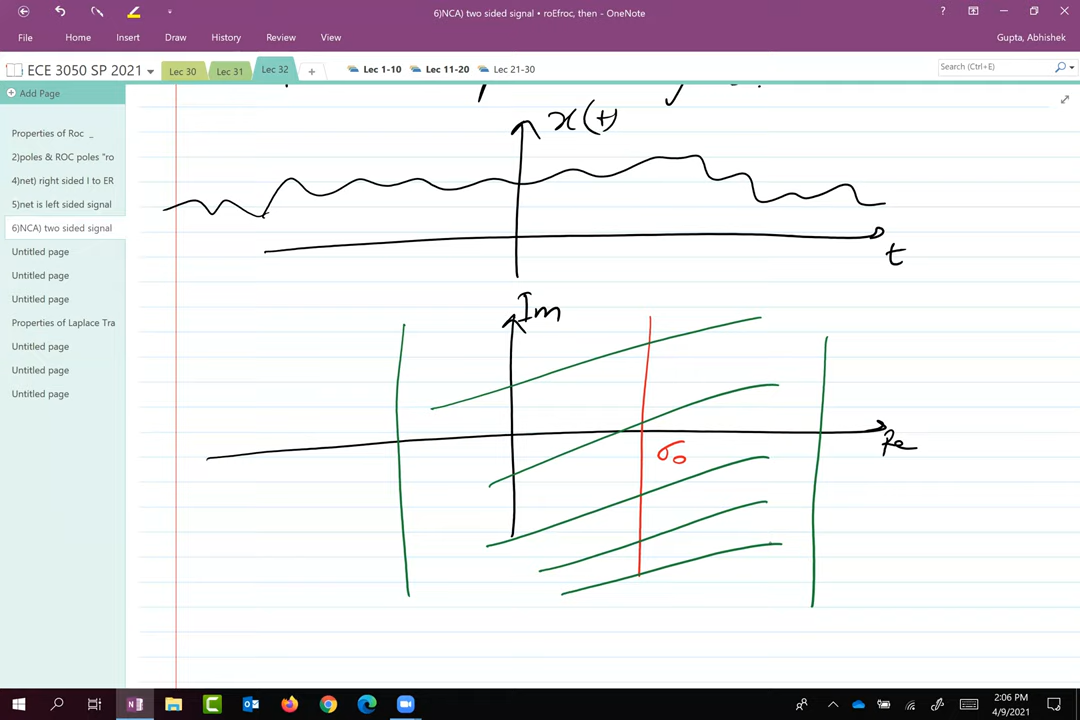 6)NCA) two sided signal • roEfroc, then - OneNote
File Home Insert Draw History Review View
Gupta, Abhishek
ECE 3050 SP 2021
Lec 30
Lec 31
Lec 32
Lec 1-10
Lec 11-20
Lec 21-30
Search (Ctrl+E)
Add Page
Properties of Roc _
2)poles & ROC poles "ro
4)net) right sided I to ER
5)net is left sided signal
6)NCA) two sided signal
Untitled page
Untitled page
Untitled page
Properties of Laplace Tra
Untitled page
Untitled page
Untitled page
x(t)
t
Im
σ₀
Re
2:06 PM
4/9/2021